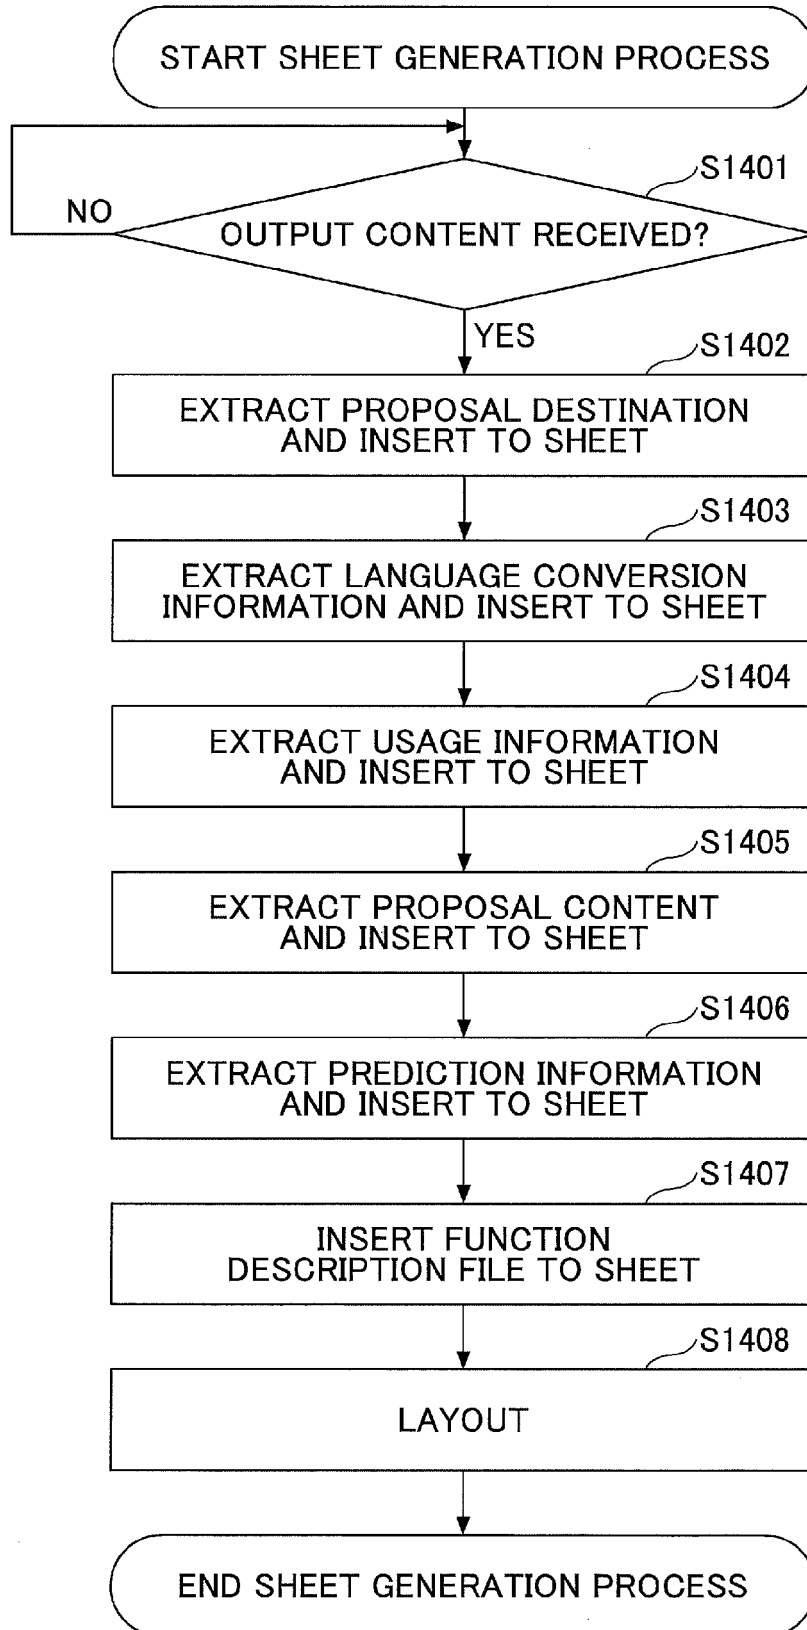 START SHEET GENERATION PROCESS
S1401
NO
OUTPUT CONTENT RECEIVED?
YES
S1402
EXTRACT PROPOSAL DESTINATION
AND INSERT TO SHEET
S1403
EXTRACT LANGUAGE CONVERSION
INFORMATION AND INSERT TO SHEET
S1404
EXTRACT USAGE INFORMATION
AND INSERT TO SHEET
S1405
EXTRACT PROPOSAL CONTENT
AND INSERT TO SHEET
S1406
EXTRACT PREDICTION INFORMATION
AND INSERT TO SHEET
S1407
INSERT FUNCTION
DESCRIPTION FILE TO SHEET
S1408
LAYOUT
END SHEET GENERATION PROCESS